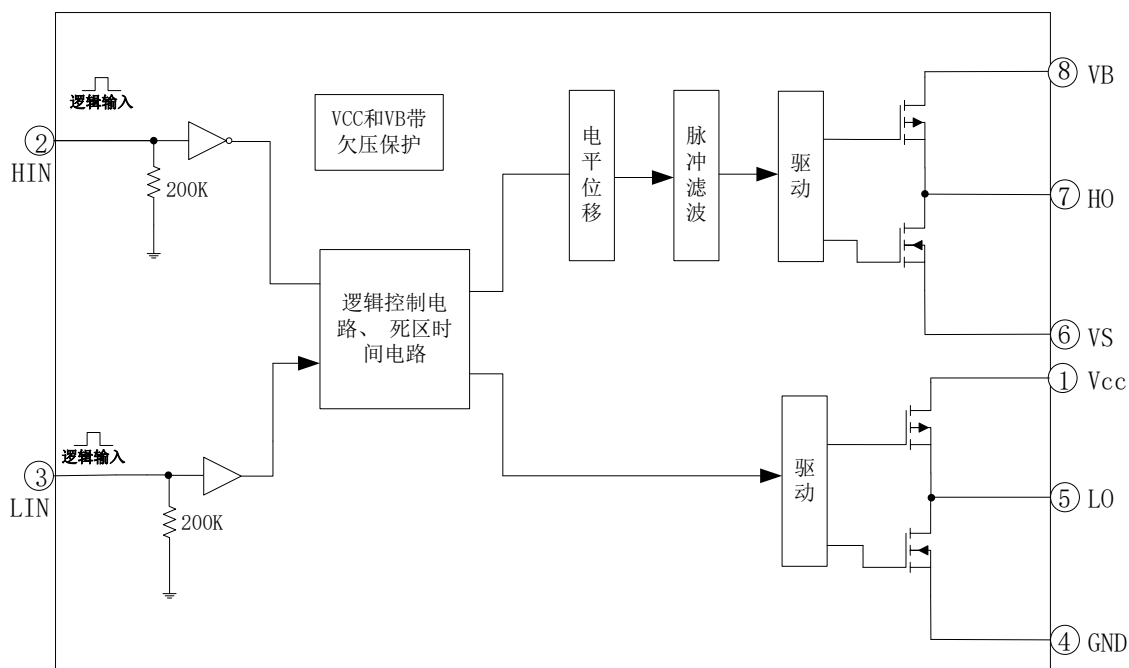 逻辑输入
②
HIN
200K
VCC和VB带
欠压保护
逻辑控制电
路、 死区时
间电路
电平位移
脉冲滤波
驱动
⑧ VB
⑦ HO
⑥ VS
① Vcc
逻辑输入
③
LIN
200K
驱动
⑤ LO
④ GND